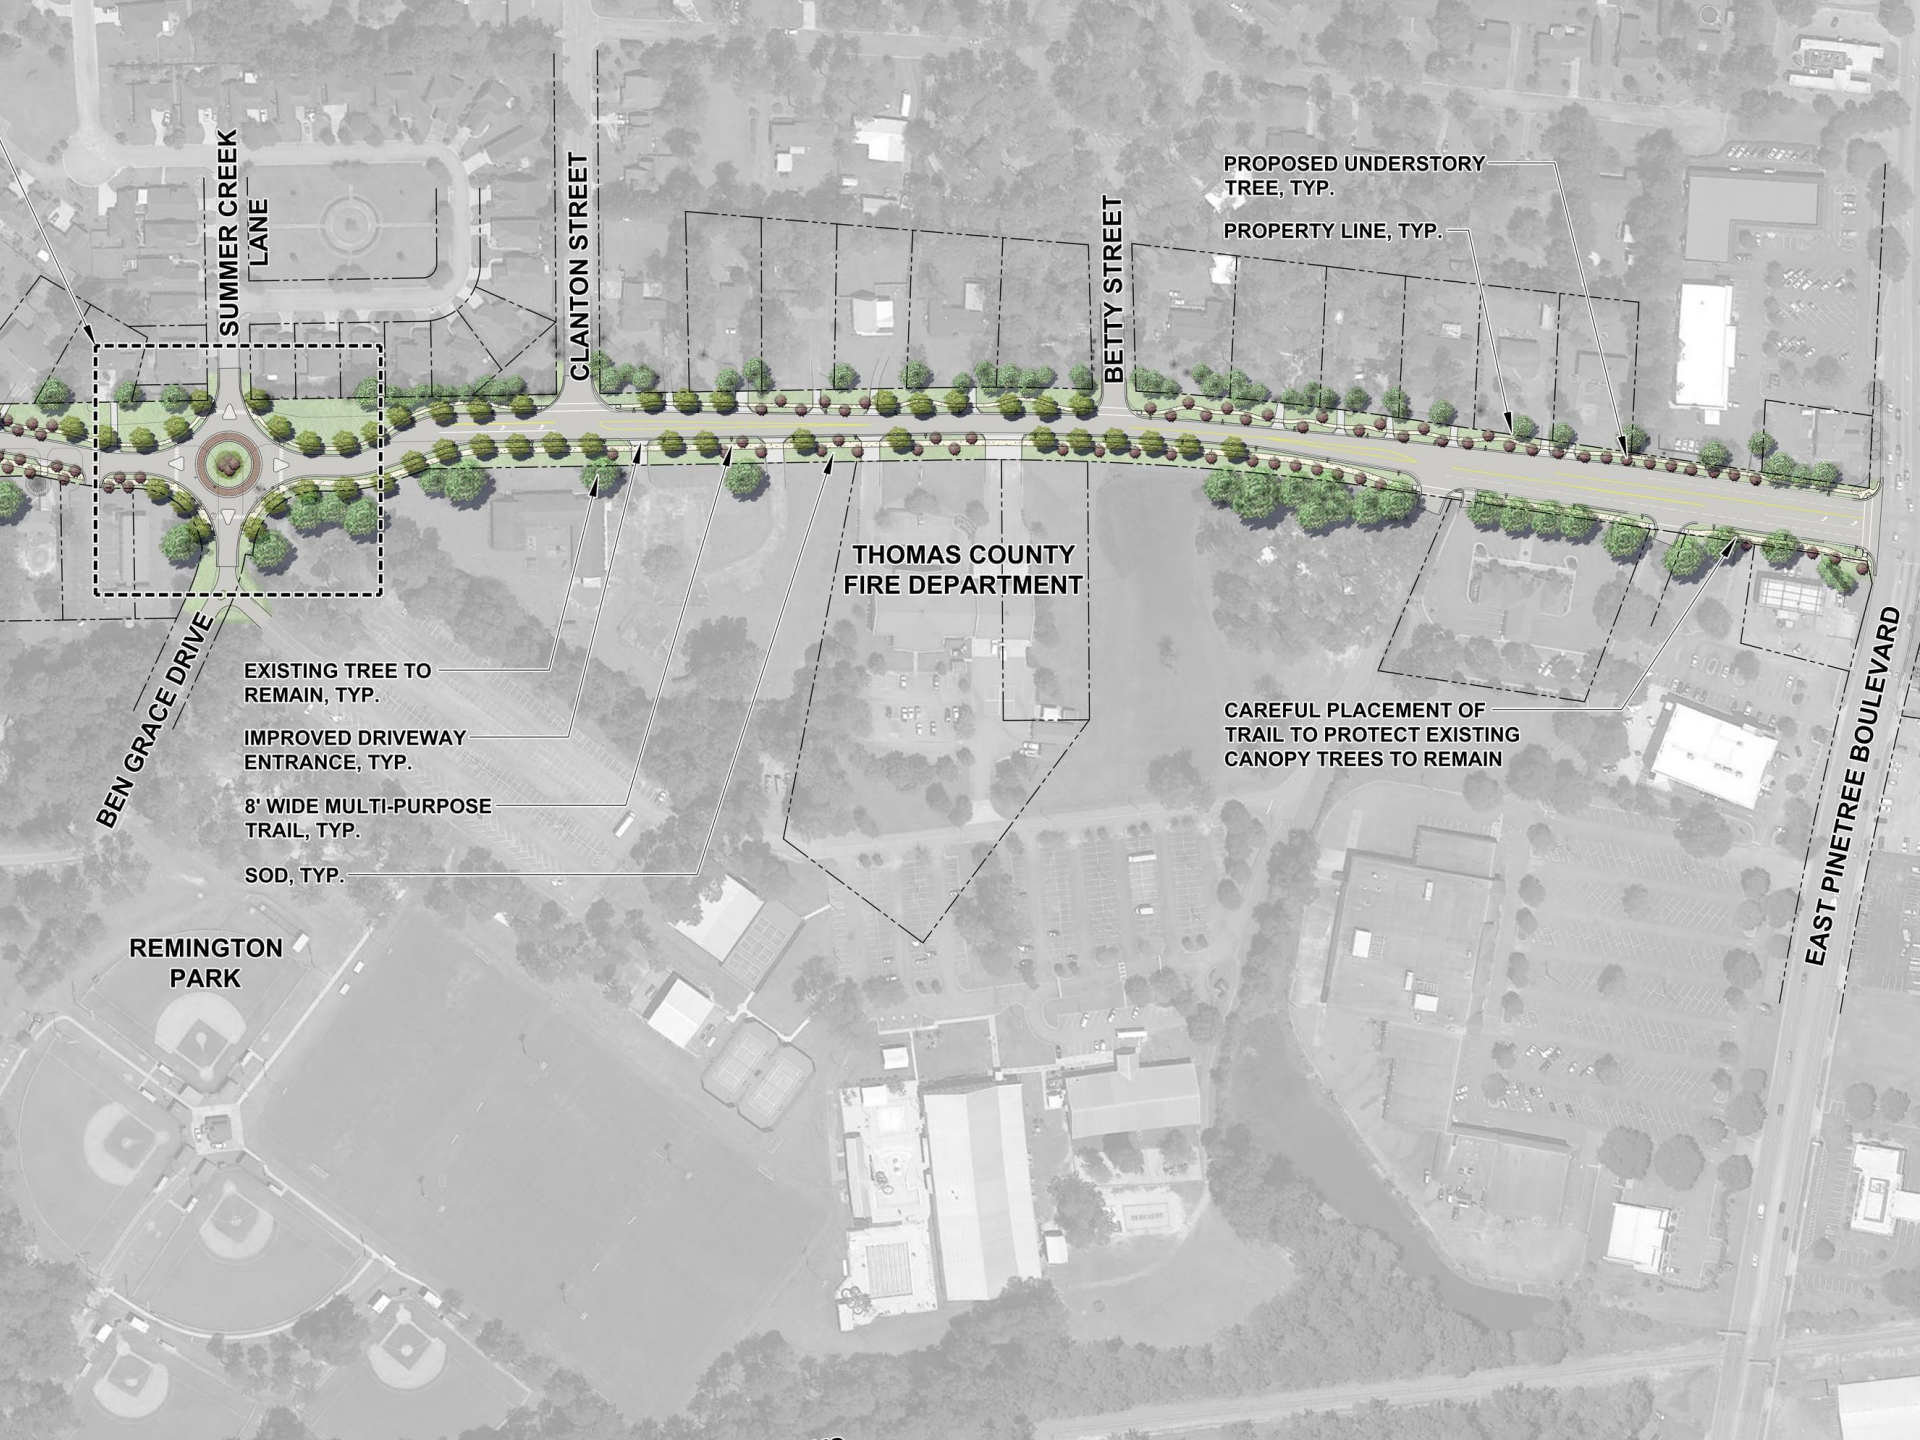 SUMMER CREEK
LANE
CLANTON STREET
BETTY STREET
PROPOSED UNDERSTORY
TREE, TYP.
PROPERTY LINE, TYP.
THOMAS COUNTY
FIRE DEPARTMENT
BEN GRACE DRIVE
EXISTING TREE TO
REMAIN, TYP.
IMPROVED DRIVEWAY
ENTRANCE, TYP.
8' WIDE MULTI-PURPOSE
TRAIL, TYP.
SOD, TYP.
CAREFUL PLACEMENT OF
TRAIL TO PROTECT EXISTING
CANOPY TREES TO REMAIN
EAST PINETREE BOULEVARD
REMINGTON
PARK